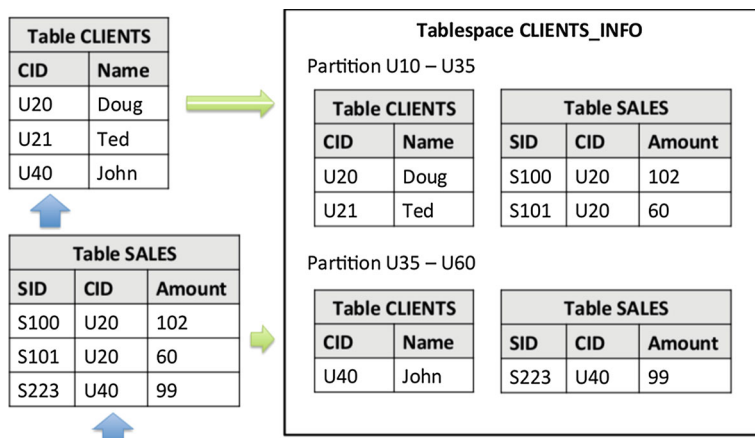 Table CLIENTS
CID Name
U20 Doug
U21 Ted
U40 John
Table SALES
SID CID Amount
S100 U20 102
S101 U20 60
S223 U40 99
Tablespace CLIENTS_INFO
Partition U10 – U35
Table CLIENTS
CID Name
U20 Doug
U21 Ted
Table SALES
SID CID Amount
S100 U20 102
S101 U20 60
Partition U35 – U60
Table CLIENTS
CID Name
U40 John
Table SALES
SID CID Amount
S223 U40 99